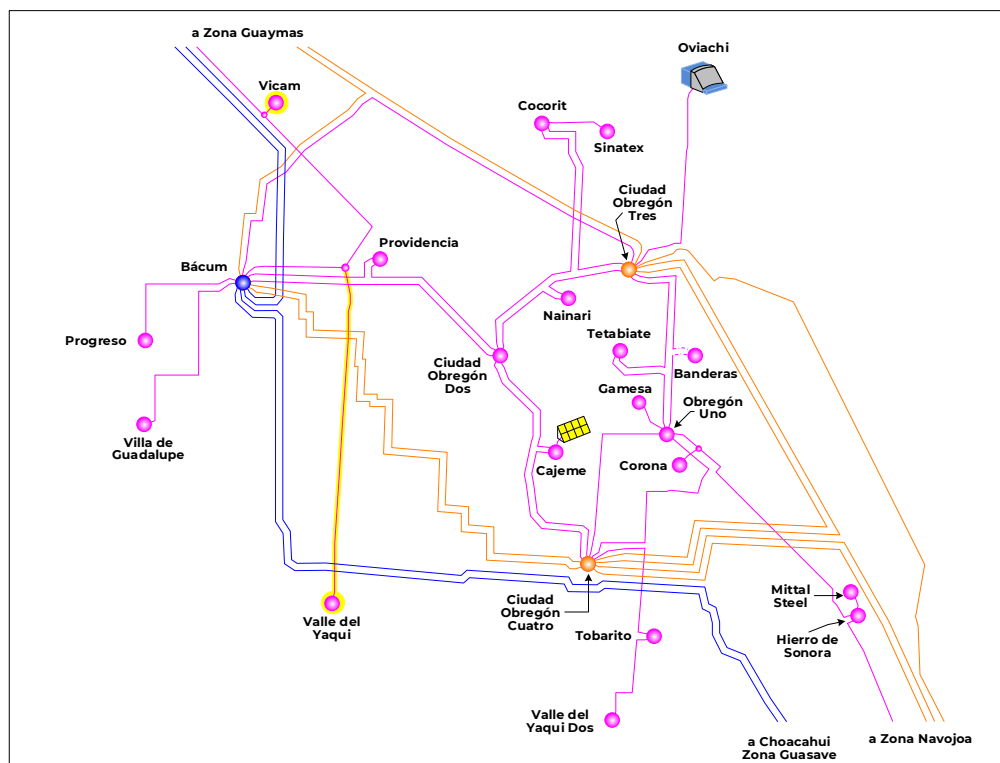 a Zona Guaymas
Oviachi
Vicam
Cocorit
Sinatex
Ciudad
Obregón
Tres
Providencia
Bácum
Nainari
Progreso
Tetabiate
Ciudad
Obregón
Dos
Banderas
Gamesa
Obregón
Uno
Villa de
Guadalupe
Cajeme
Corona
Mittal
Steel
Ciudad
Obregón
Cuatro
Valle del
Yaqui
Tobarito
Hierro de
Sonora
Valle del
Yaqui Dos
a Choacahui
Zona Guasave
a Zona Navojoa